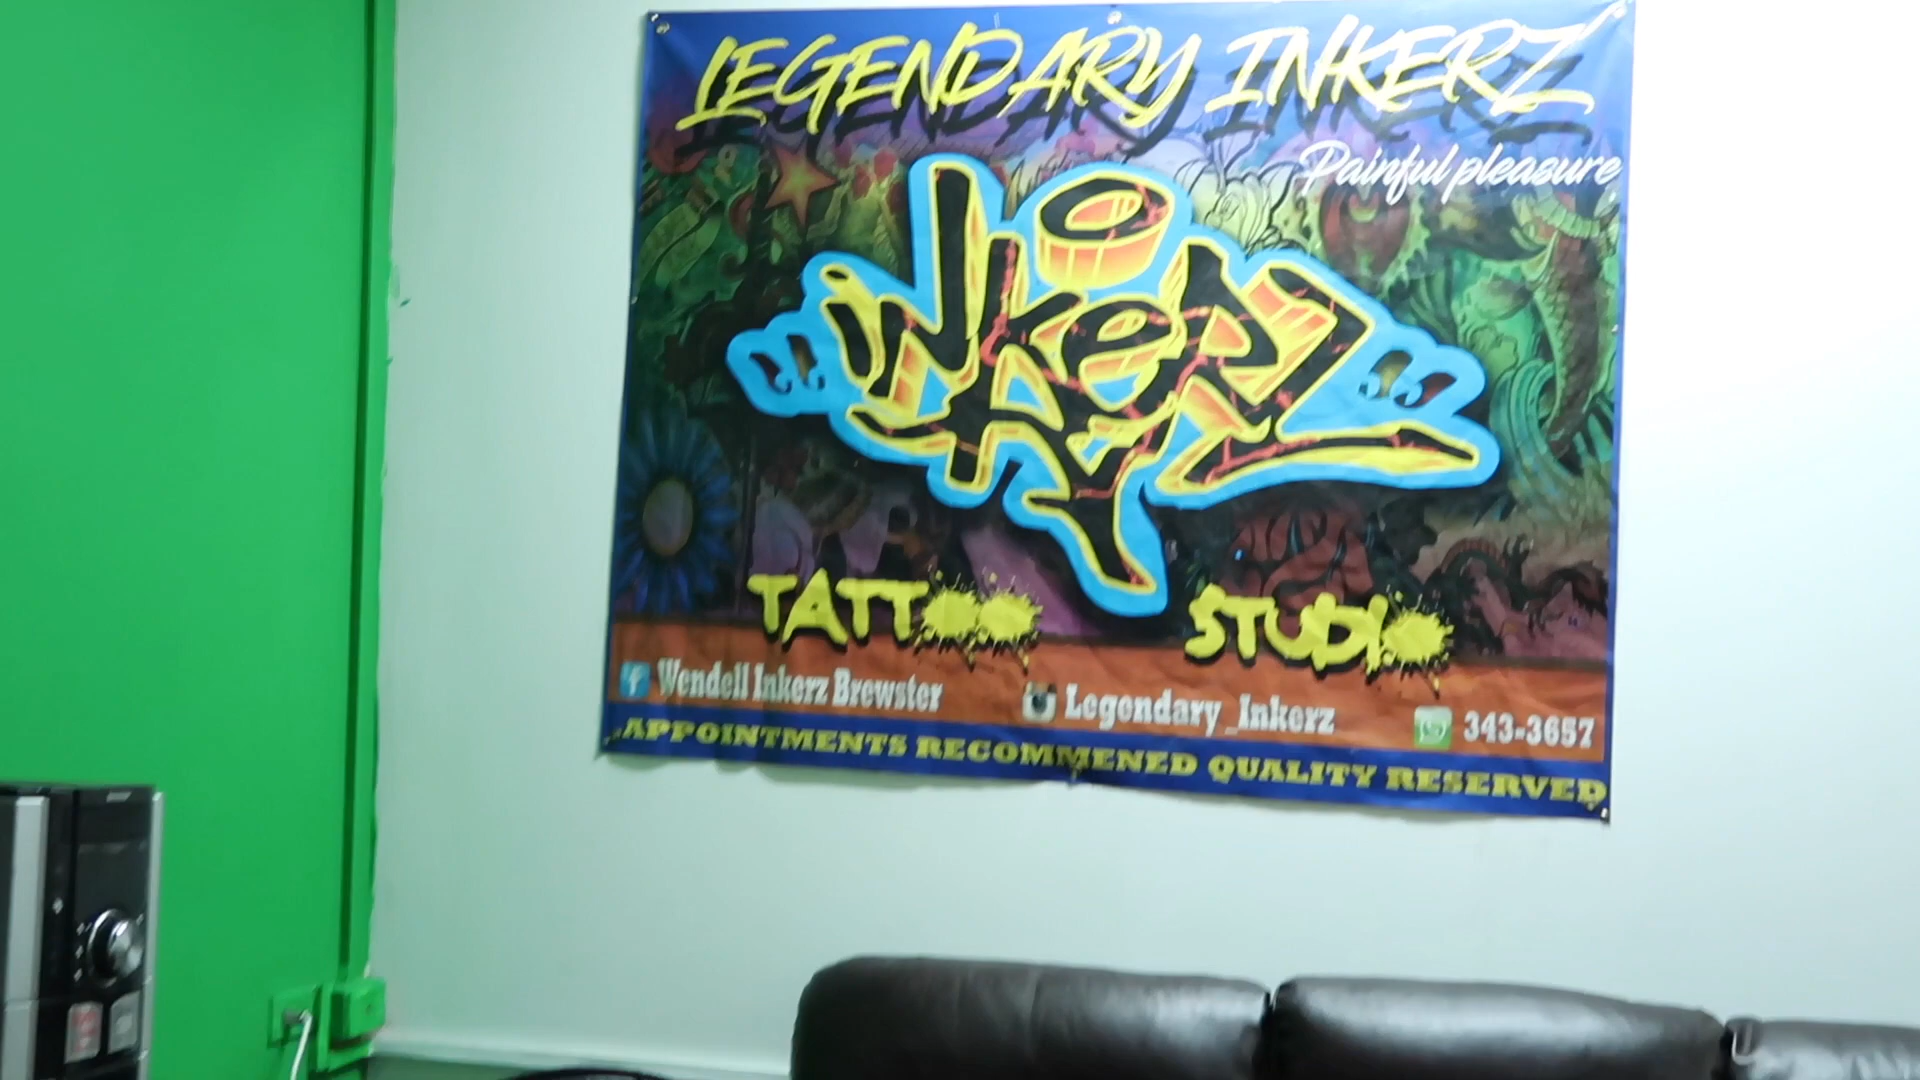 LEGENDARY INKERZ
Painful pleasure
"INKERZ"
TATTOO STUDIO
Wendell Inkerz Brewster Legendary_Inkerz 343-3657
APPOINTMENTS RECOMMENED QUALITY RESERVED